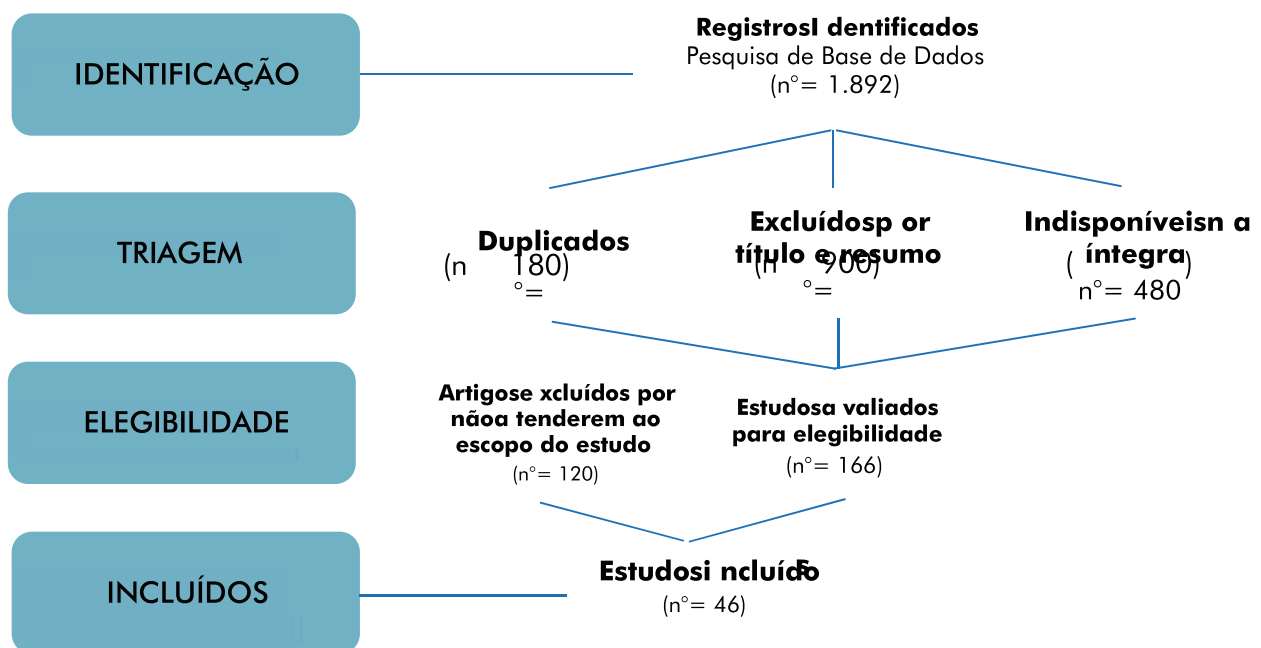 IDENTIFICAÇÃO
RegistrosI dentificados
Pesquisa de Base de Dados
(n°= 1.892)
TRIAGEM
Duplicados
(n 180)
°=
Excluídosp or
título e resumo
(n 900)
°=
Indisponíveisn a
íntegra
( )
n°= 480
ELEGIBILIDADE
Artigose xcluídos por
nãoa tenderem ao
escopo do estudo
(n°= 120)
Estudosa valiados
para elegibilidade
(n°= 166)
INCLUÍDOS
Estudosi ncluídos
(n°= 46)